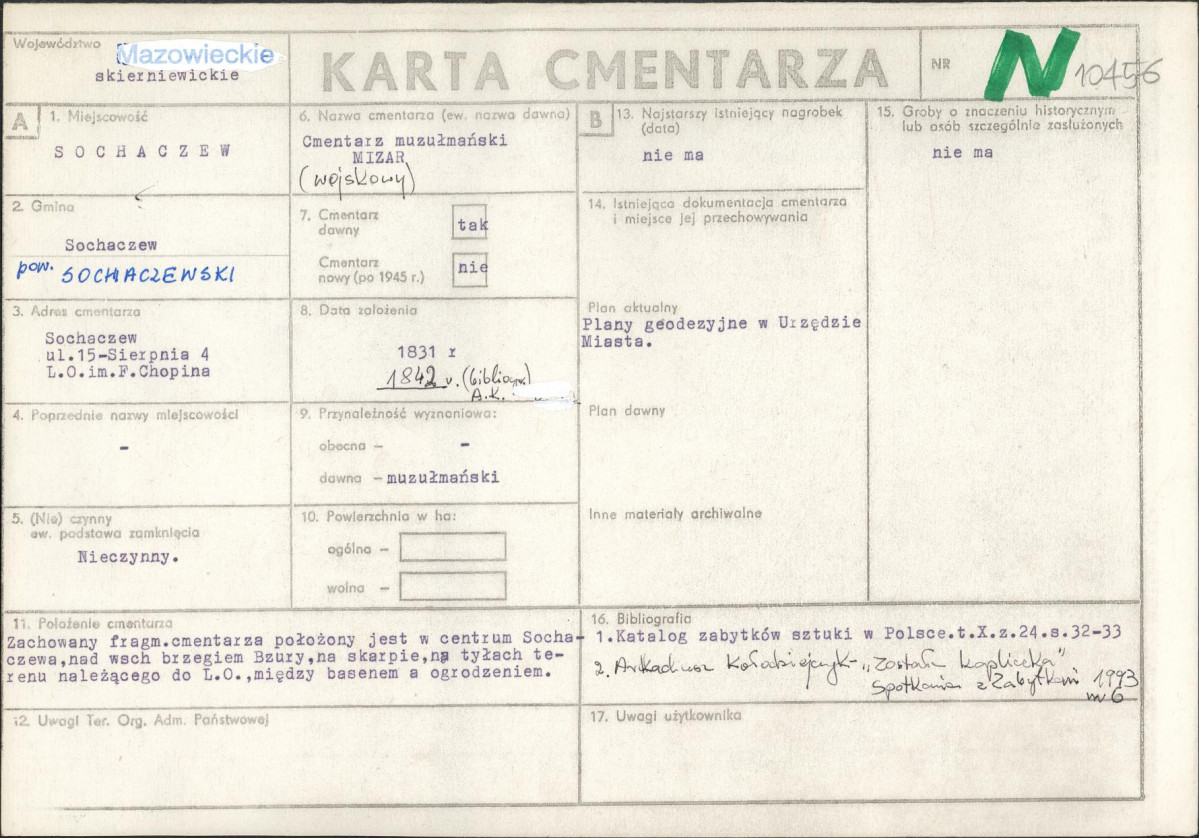 Województwo
Mazowieckie
skierniewickie
KARTA CMENTARZA
NR
N 10456
A
1. Miejscowość
SOCHACZEW
2. Gmina
Sochaczew
pow. SOCHACZEWSKI
3. Adres cmentarza
Sochaczew
ul.15-Sierpnia 4
L.O.im.F.Chopina
4. Poprzednie nazwy miejscowości
-
5. (Nie) czynny
ew. podstawa zamknięcia
Nieczynny.
6. Nazwa cmentarza (ew. nazwa dawna)
Cmentarz muzułmański
MIZAR
(wojskowy)
7. Cmentarz
dawny
tak
Cmentarz
nowy (po 1945 r.)
nie
8. Data założenia
1831 r
1842 r. (bibliogr.)
A.K.
9. Przynależność wyznaniowa:
obecna — -
dawna — muzułmański
10. Powierzchnia w ha:
ogólna —
wolna —
11. Położenie cmentarza
Zachowany fragm.cmentarza położony jest w centrum Socha-
czewa,nad wsch brzegiem Bzury,na skarpie,na tyłach te-
renu należącego do L.O.,między basenem a ogrodzeniem.
12. Uwagi Ter. Org. Adm. Państwowej
B
13. Najstarszy istniejący nagrobek
(data)
nie ma
14. Istniejąca dokumentacja cmentarza
i miejsce jej przechowywania
Plan aktualny
Plany geodezyjne w Urzędzie
Miasta.
Plan dawny
Inne materiały archiwalne
15. Groby o znaczeniu historycznym
lub osób szczególnie zasłużonych
nie ma
16. Bibliografia
1.Katalog zabytków sztuki w Polsce.t.X.z.24.s.32-33
2. Arkadiusz Kołodziejczyk - „Została kapliczka”
Spotkania z Zabytkami 1993
nr 6
17. Uwagi użytkownika